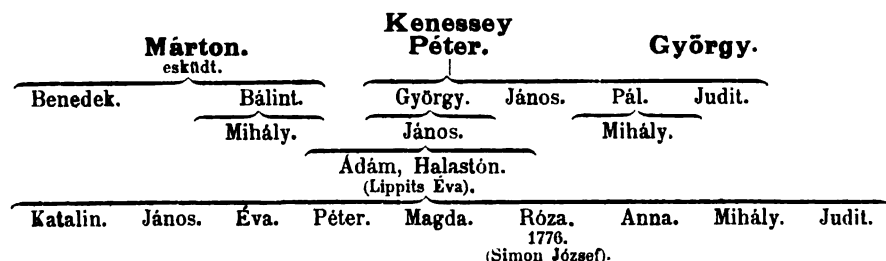 Kenessey
Márton. Péter. György.
esküdt.
Benedek. Bálint. György. János. Pál. Judit.
Mihály. János. Mihály.
Ádám, Halastón.
(Lippits Éva).
Katalin. János. Éva. Péter. Magda. Róza. Anna. Mihály. Judit.
1776.
(Simon József).